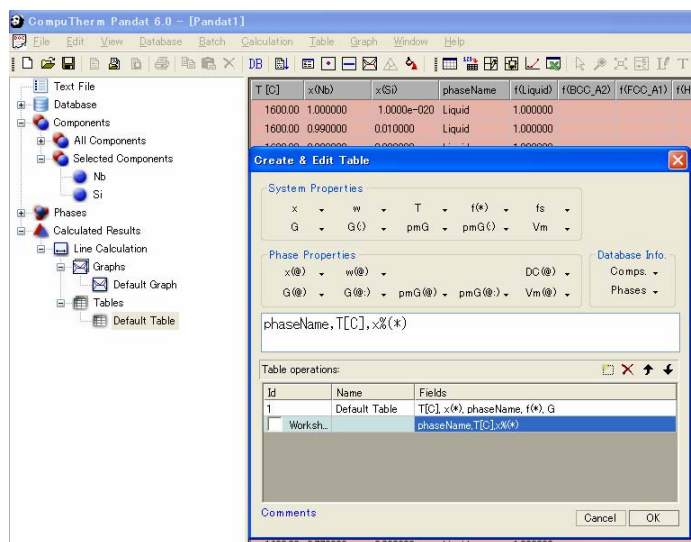 CompuTherm Pandat 6.0 - [Pandat1]
File Edit View Database Batch Calculation Table Graph Window Help
DB
Text File
Database
Components
All Components
Selected Components
Nb
Si
Phases
Calculated Results
Line Calculation
Graphs
Default Graph
Tables
Default Table
T [C] x(Nb) x(Si) phaseName f(Liquid) f(BCC_A2) f(FCC_A1) f(H
1600.00 1.000000 1.0000e-020 Liquid 1.000000
1600.00 0.990000 0.010000 Liquid 1.000000
Create & Edit Table
System Properties
x w T f(*) fs
G G() pmG pmG() Vm
Phase Properties
x(@) w(@) DC(@)
G(@) G(@:) pmG(@) pmG(@:) Vm(@)
Database Info.
Comps.
Phases
phaseName,T[C],x%(*)
Table operations:
Id Name Fields
1 Default Table T[C], x(*), phaseName, f(*), G
Worksh... phaseName,T[C],x%(*)
Comments
Cancel OK